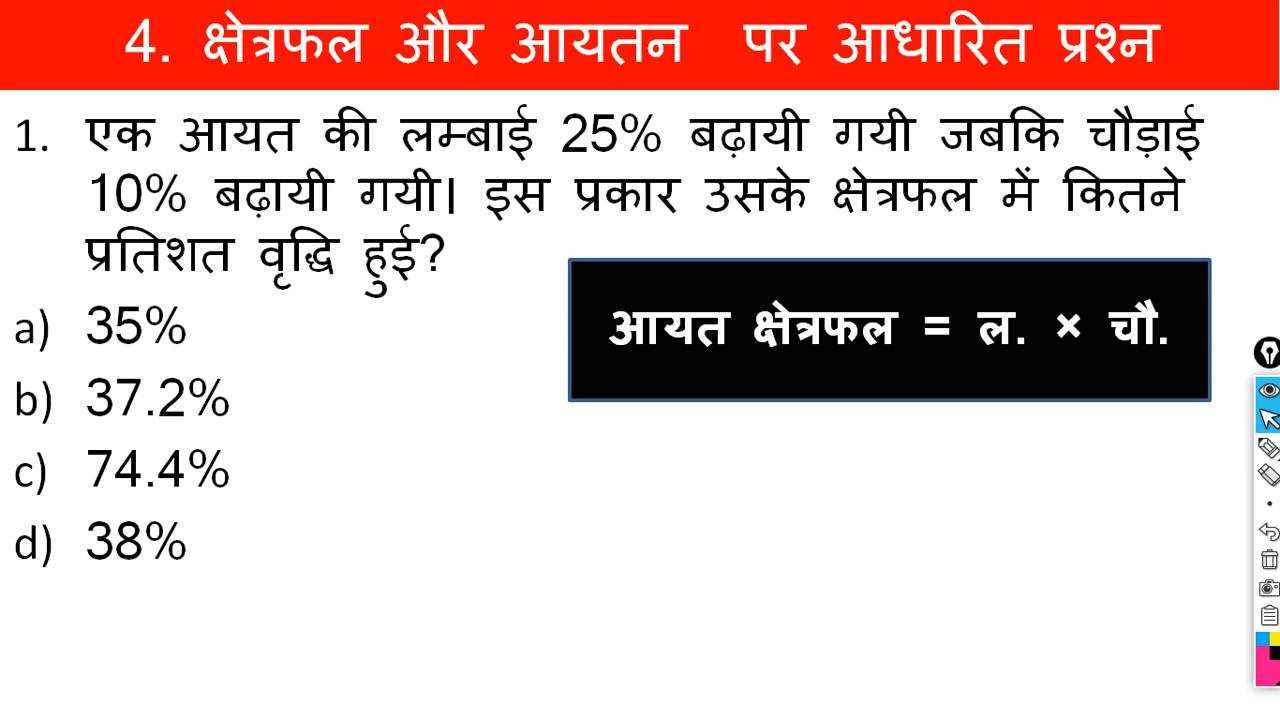 4. क्षेत्रफल और आयतन पर आधारित प्रश्न
1. एक आयत की लम्बाई 25% बढ़ायी गयी जबकि चौड़ाई
10% बढ़ायी गयी। इस प्रकार उसके क्षेत्रफल में कितने
प्रतिशत वृद्धि हुई?
आयत क्षेत्रफल = ल. × चौ.
a) 35%
b) 37.2%
c) 74.4%
d) 38%